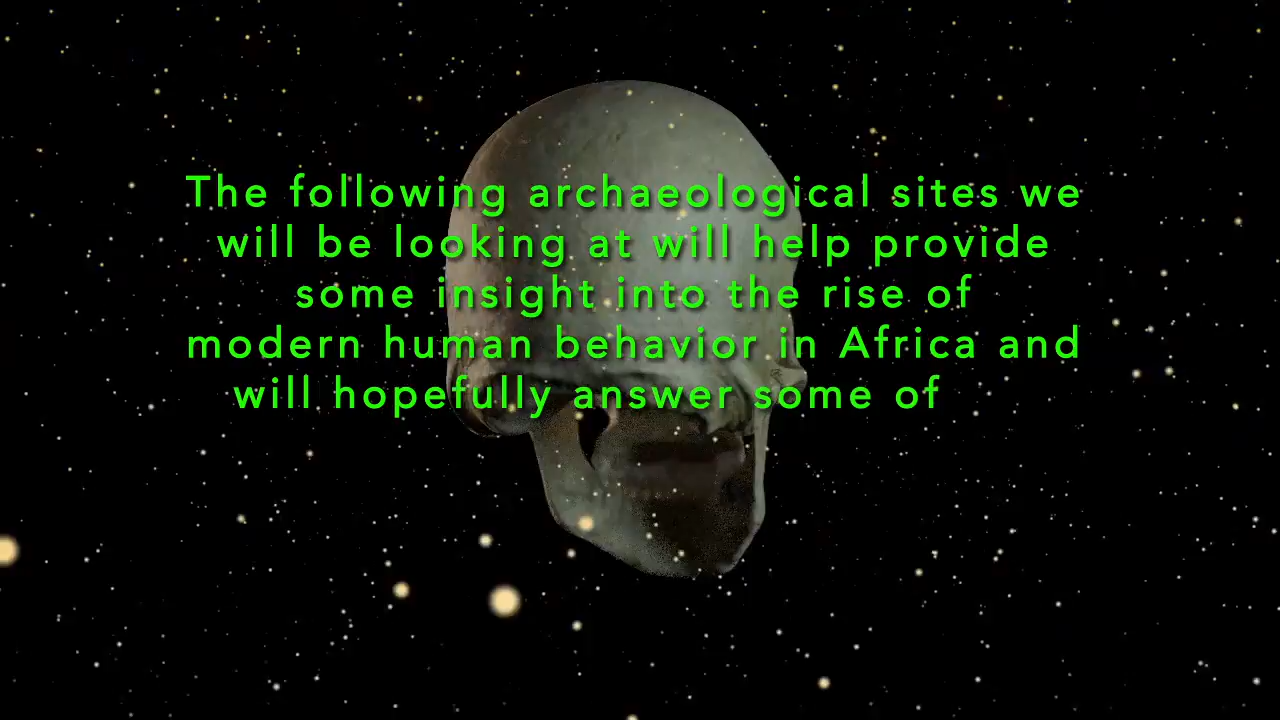 The following archaeological sites we
will be looking at will help provide
some insight into the rise of
modern human behavior in Africa and
will hopefully answer some of